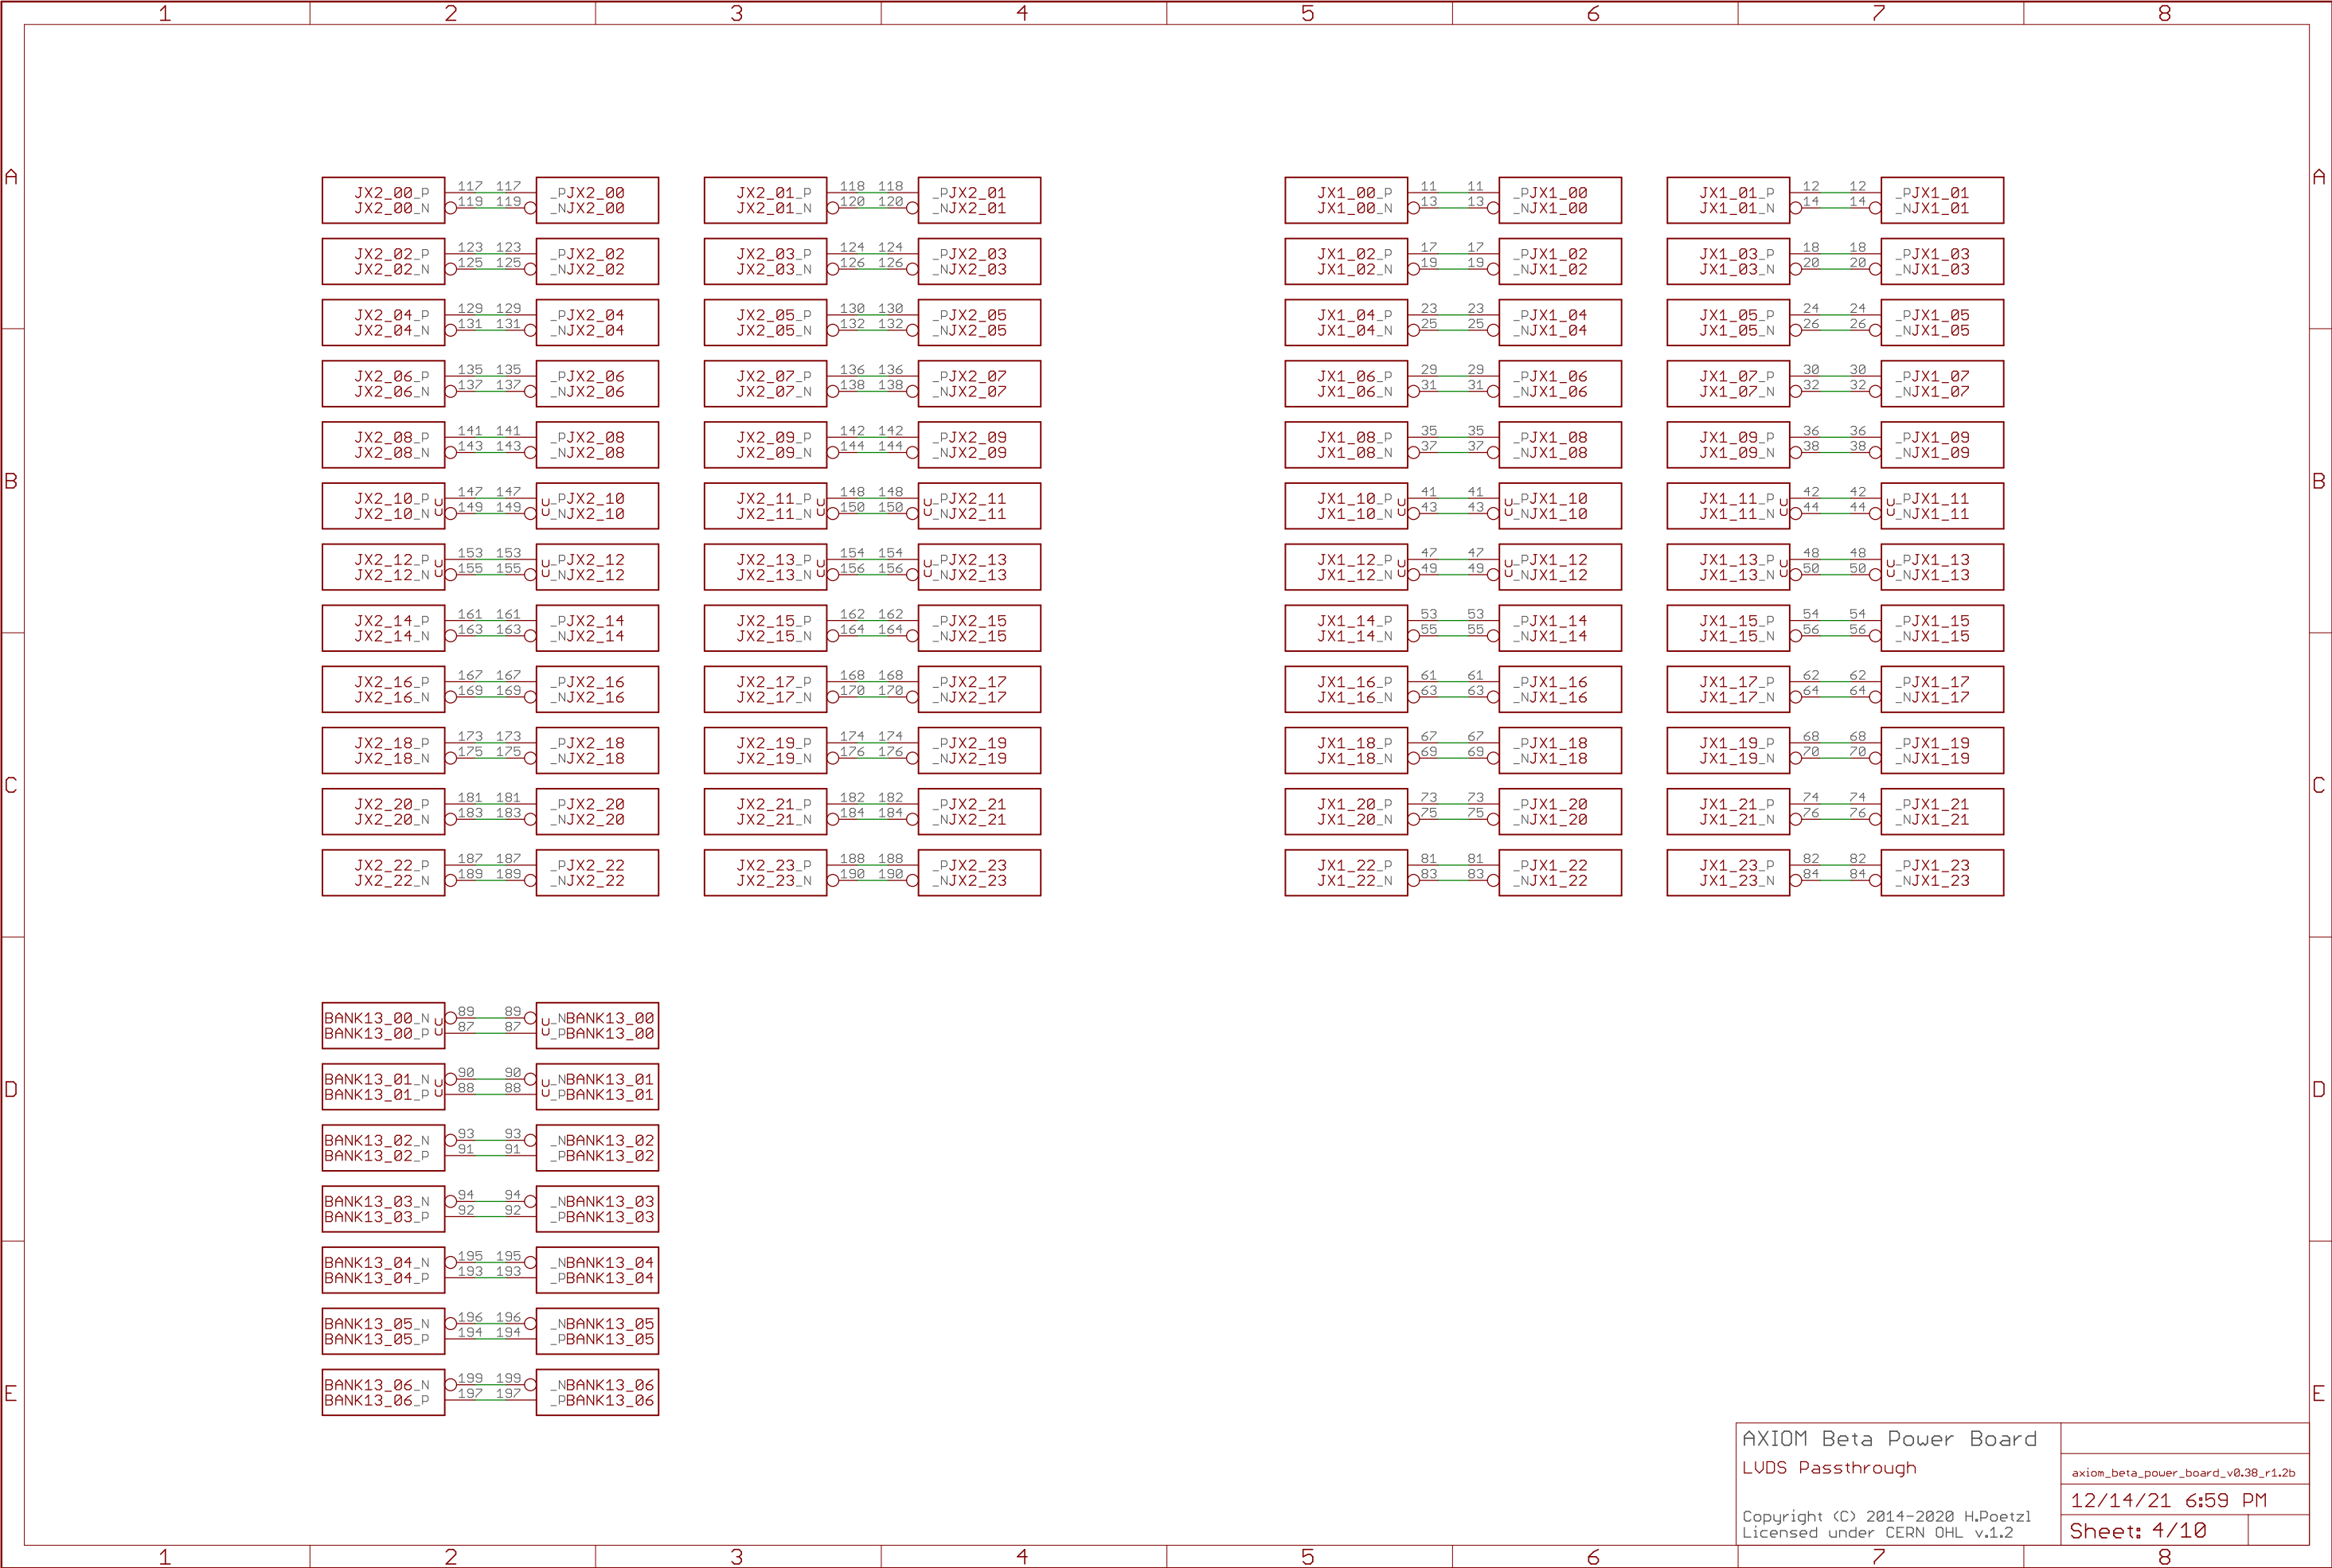 1 2 3 4 5 6 7 8
A A
JX2_00_P 117 117 _PJX2_00 JX2_01_P 118 118 _PJX2_01 JX1_00_P 11 11 _PJX1_00 JX1_01_P 12 12 _PJX1_01
JX2_00_N 119 119 _NJX2_00 JX2_01_N 120 120 _NJX2_01 JX1_00_N 13 13 _NJX1_00 JX1_01_N 14 14 _NJX1_01
JX2_02_P 123 123 _PJX2_02 JX2_03_P 124 124 _PJX2_03 JX1_02_P 17 17 _PJX1_02 JX1_03_P 18 18 _PJX1_03
JX2_02_N 125 125 _NJX2_02 JX2_03_N 126 126 _NJX2_03 JX1_02_N 19 19 _NJX1_02 JX1_03_N 20 20 _NJX1_03
JX2_04_P 129 129 _PJX2_04 JX2_05_P 130 130 _PJX2_05 JX1_04_P 23 23 _PJX1_04 JX1_05_P 24 24 _PJX1_05
JX2_04_N 131 131 _NJX2_04 JX2_05_N 132 132 _NJX2_05 JX1_04_N 25 25 _NJX1_04 JX1_05_N 26 26 _NJX1_05
JX2_06_P 135 135 _PJX2_06 JX2_07_P 136 136 _PJX2_07 JX1_06_P 29 29 _PJX1_06 JX1_07_P 30 30 _PJX1_07
JX2_06_N 137 137 _NJX2_06 JX2_07_N 138 138 _NJX2_07 JX1_06_N 31 31 _NJX1_06 JX1_07_N 32 32 _NJX1_07
JX2_08_P 141 141 _PJX2_08 JX2_09_P 142 142 _PJX2_09 JX1_08_P 35 35 _PJX1_08 JX1_09_P 36 36 _PJX1_09
JX2_08_N 143 143 _NJX2_08 JX2_09_N 144 144 _NJX2_09 JX1_08_N 37 37 _NJX1_08 JX1_09_N 38 38 _NJX1_09
B B
JX2_10_P U 147 147 U _PJX2_10 JX2_11_P U 148 148 U _PJX2_11 JX1_10_P U 41 41 U _PJX1_10 JX1_11_P U 42 42 U _PJX1_11
JX2_10_N U 149 149 U _NJX2_10 JX2_11_N U 150 150 U _NJX2_11 JX1_10_N U 43 43 U _NJX1_10 JX1_11_N U 44 44 U _NJX1_11
JX2_12_P U 153 153 U _PJX2_12 JX2_13_P U 154 154 U _PJX2_13 JX1_12_P U 47 47 U _PJX1_12 JX1_13_P U 48 48 U _PJX1_13
JX2_12_N U 155 155 U _NJX2_12 JX2_13_N U 156 156 U _NJX2_13 JX1_12_N U 49 49 U _NJX1_12 JX1_13_N U 50 50 U _NJX1_13
JX2_14_P 161 161 _PJX2_14 JX2_15_P 162 162 _PJX2_15 JX1_14_P 53 53 _PJX1_14 JX1_15_P 54 54 _PJX1_15
JX2_14_N 163 163 _NJX2_14 JX2_15_N 164 164 _NJX2_15 JX1_14_N 55 55 _NJX1_14 JX1_15_N 56 56 _NJX1_15
JX2_16_P 167 167 _PJX2_16 JX2_17_P 168 168 _PJX2_17 JX1_16_P 61 61 _PJX1_16 JX1_17_P 62 62 _PJX1_17
JX2_16_N 169 169 _NJX2_16 JX2_17_N 170 170 _NJX2_17 JX1_16_N 63 63 _NJX1_16 JX1_17_N 64 64 _NJX1_17
JX2_18_P 173 173 _PJX2_18 JX2_19_P 174 174 _PJX2_19 JX1_18_P 67 67 _PJX1_18 JX1_19_P 68 68 _PJX1_19
JX2_18_N 175 175 _NJX2_18 JX2_19_N 176 176 _NJX2_19 JX1_18_N 69 69 _NJX1_18 JX1_19_N 70 70 _NJX1_19
C C
JX2_20_P 181 181 _PJX2_20 JX2_21_P 182 182 _PJX2_21 JX1_20_P 73 73 _PJX1_20 JX1_21_P 74 74 _PJX1_21
JX2_20_N 183 183 _NJX2_20 JX2_21_N 184 184 _NJX2_21 JX1_20_N 75 75 _NJX1_20 JX1_21_N 76 76 _NJX1_21
JX2_22_P 187 187 _PJX2_22 JX2_23_P 188 188 _PJX2_23 JX1_22_P 81 81 _PJX1_22 JX1_23_P 82 82 _PJX1_23
JX2_22_N 189 189 _NJX2_22 JX2_23_N 190 190 _NJX2_23 JX1_22_N 83 83 _NJX1_22 JX1_23_N 84 84 _NJX1_23
BANK13_00_N U 89 89 U _NBANK13_00
BANK13_00_P U 87 87 U _PBANK13_00
BANK13_01_N U 90 90 U _NBANK13_01
D D
BANK13_01_P U 88 88 U _PBANK13_01
BANK13_02_N 93 93 _NBANK13_02
BANK13_02_P 91 91 _PBANK13_02
BANK13_03_N 94 94 _NBANK13_03
BANK13_03_P 92 92 _PBANK13_03
BANK13_04_N 195 195 _NBANK13_04
BANK13_04_P 193 193 _PBANK13_04
BANK13_05_N 196 196 _NBANK13_05
BANK13_05_P 194 194 _PBANK13_05
BANK13_06_N 199 199 _NBANK13_06
BANK13_06_P 197 197 _PBANK13_06
E E
AXIOM Beta Power Board
LVDS Passthrough
axiom_beta_power_board_v0.38_r1.2b
12/14/21 6:59 PM
Copyright (C) 2014-2020 H.Poetzl
Licensed under CERN OHL v.1.2
Sheet: 4/10
1 2 3 4 5 6 7 8